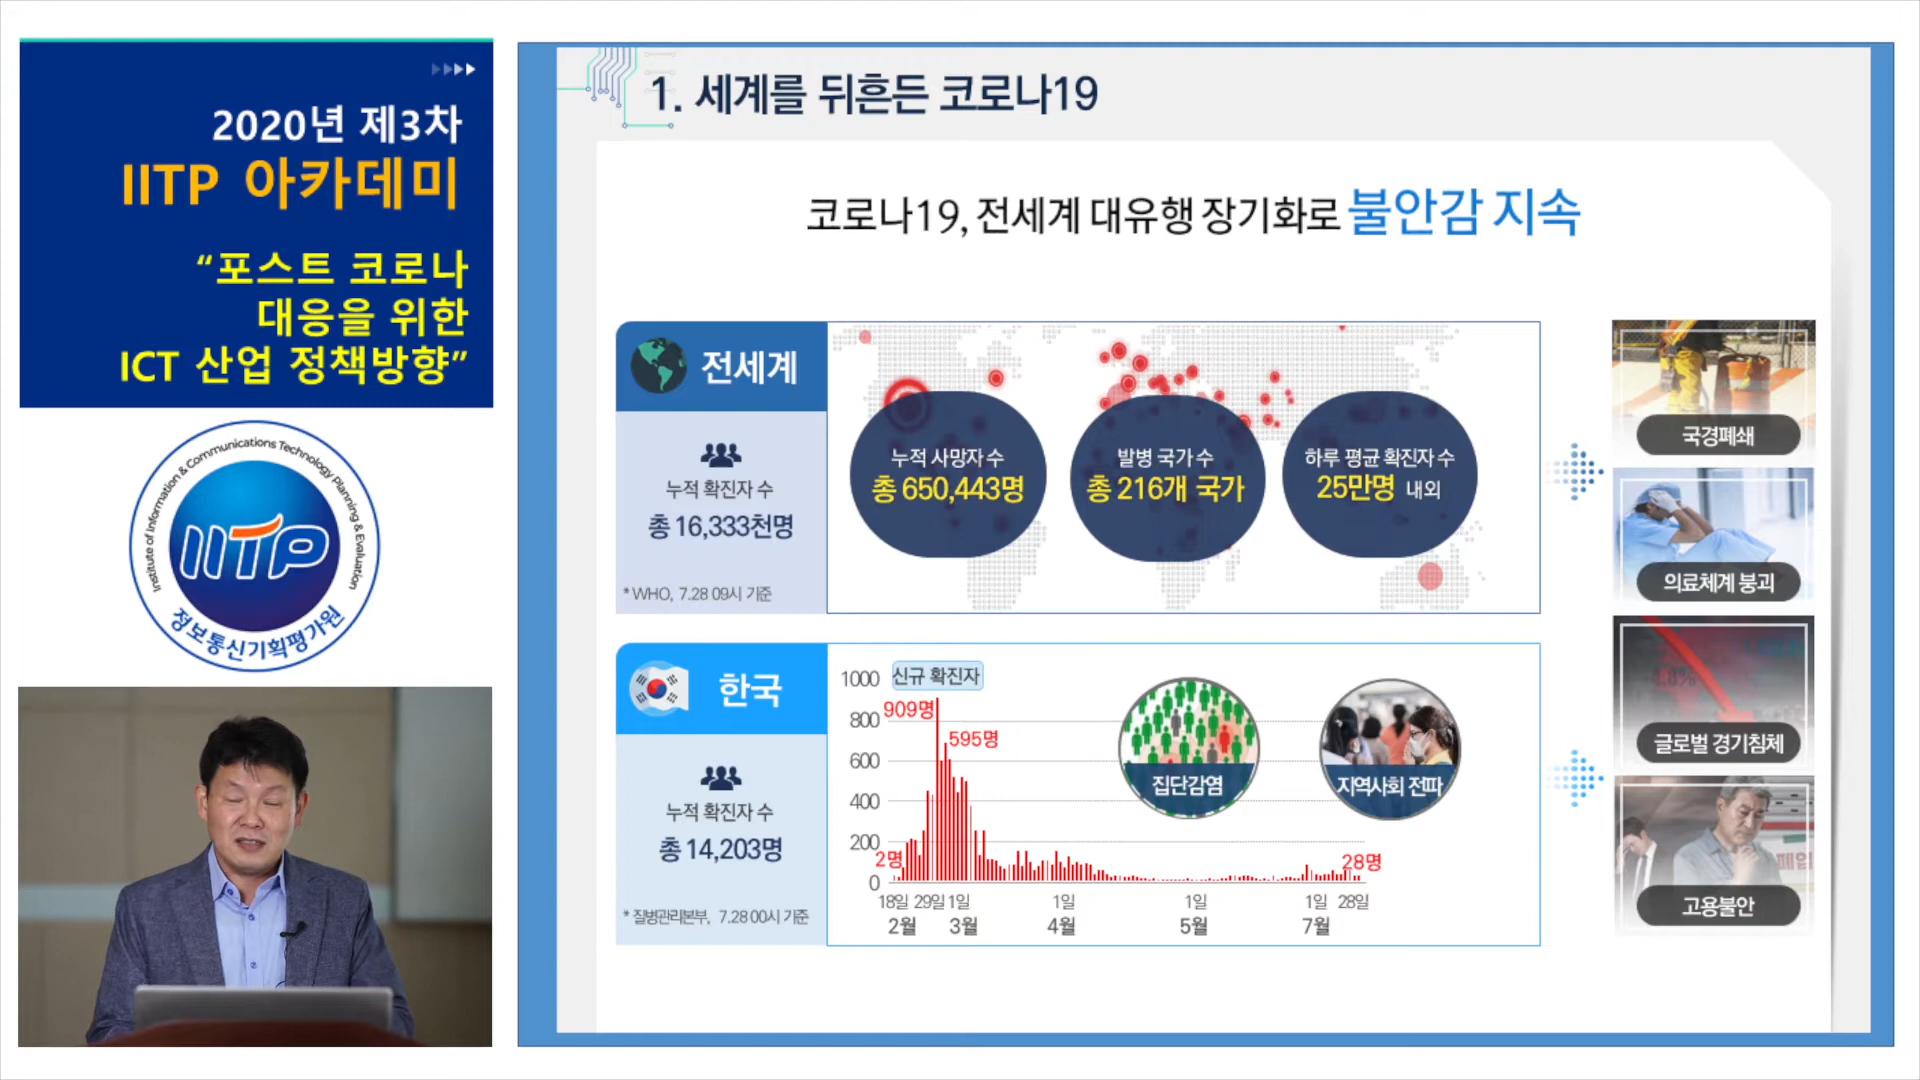 2020년 제3차
IITP 아카데미
“포스트 코로나
대응을 위한
ICT 산업 정책방향”
Institute of Information & Communications Technology Planning & Evaluation
IITP
정보통신기획평가원
1. 세계를 뒤흔든 코로나19
코로나19, 전세계 대유행 장기화로 불안감 지속
전세계
누적 확진자 수
총 16,333천명
* WHO, 7.28 09시 기준
누적 사망자 수
총 650,443명
발병 국가 수
총 216개 국가
하루 평균 확진자 수
25만명 내외
국경폐쇄
의료체계 붕괴
글로벌 경기침체
고용불안
한국
누적 확진자 수
총 14,203명
* 질병관리본부, 7.28 00시 기준
신규 확진자
1000
800
600
400
200
0
909명
595명
2명
28명
집단감염
지역사회 전파
18일 29일 1일 1일 1일 1일 28일
2월 3월 4월 5월 7월